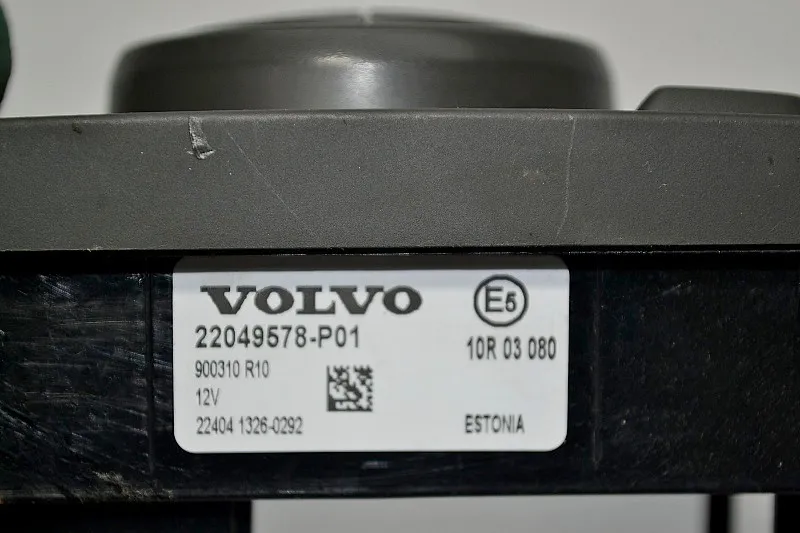 VOLVO
E5
22049578-P01
10R 03 080
900310 R10
12V
22404 1326-0292
ESTONIA